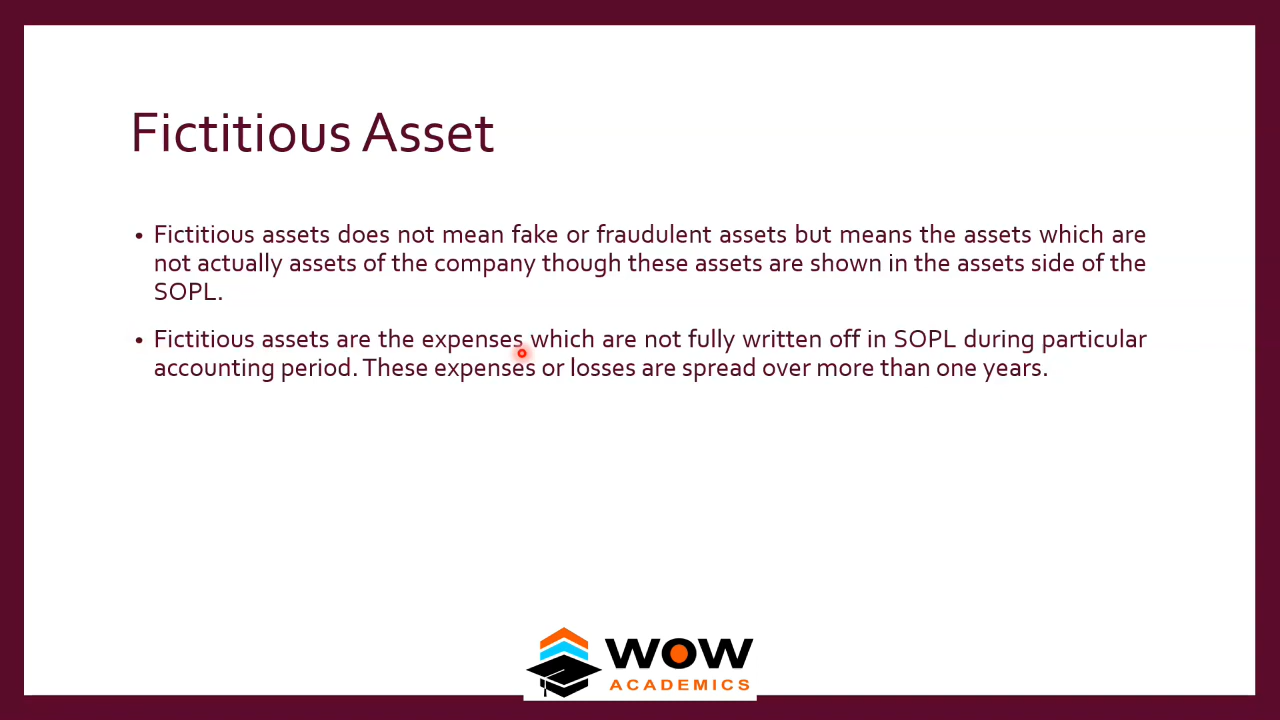 Fictitious Asset
• Fictitious assets does not mean fake or fraudulent assets but means the assets which are
not actually assets of the company though these assets are shown in the assets side of the
SOPL.
• Fictitious assets are the expenses which are not fully written off in SOPL during particular
accounting period. These expenses or losses are spread over more than one years.
WOW
ACADEMICS